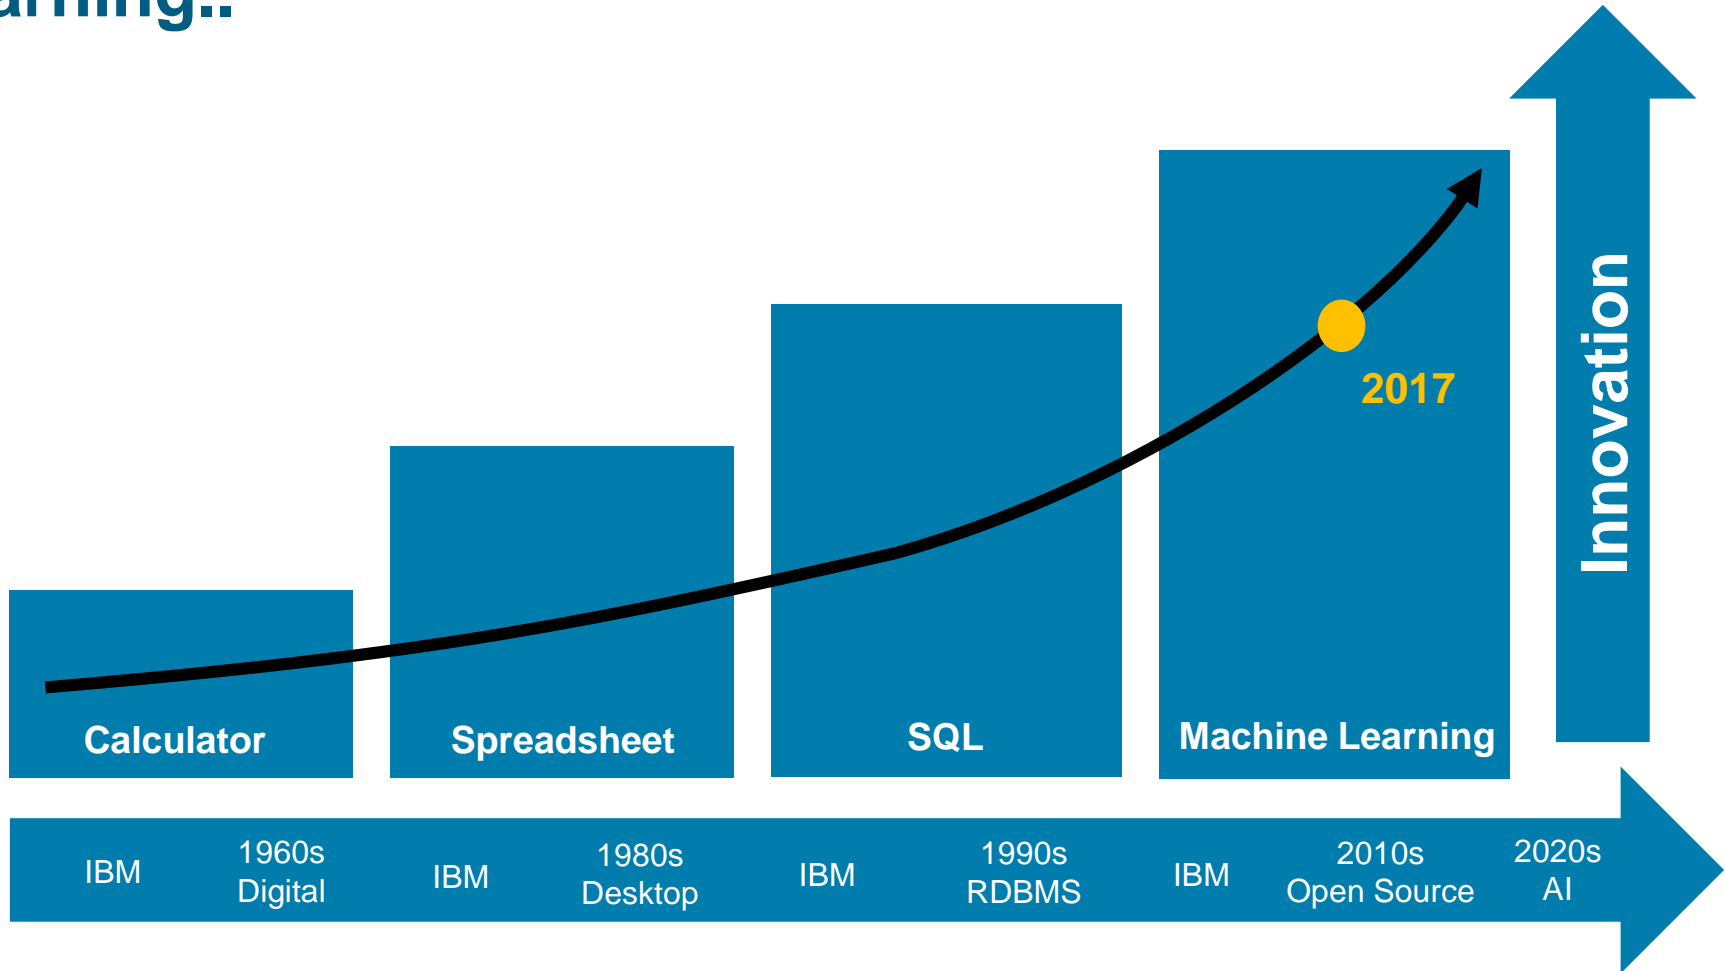 arning..
Innovation
2017
Calculator
Spreadsheet
SQL
Machine Learning
IBM
1960s
Digital
IBM
1980s
Desktop
IBM
1990s
RDBMS
IBM
2010s
Open Source
2020s
AI